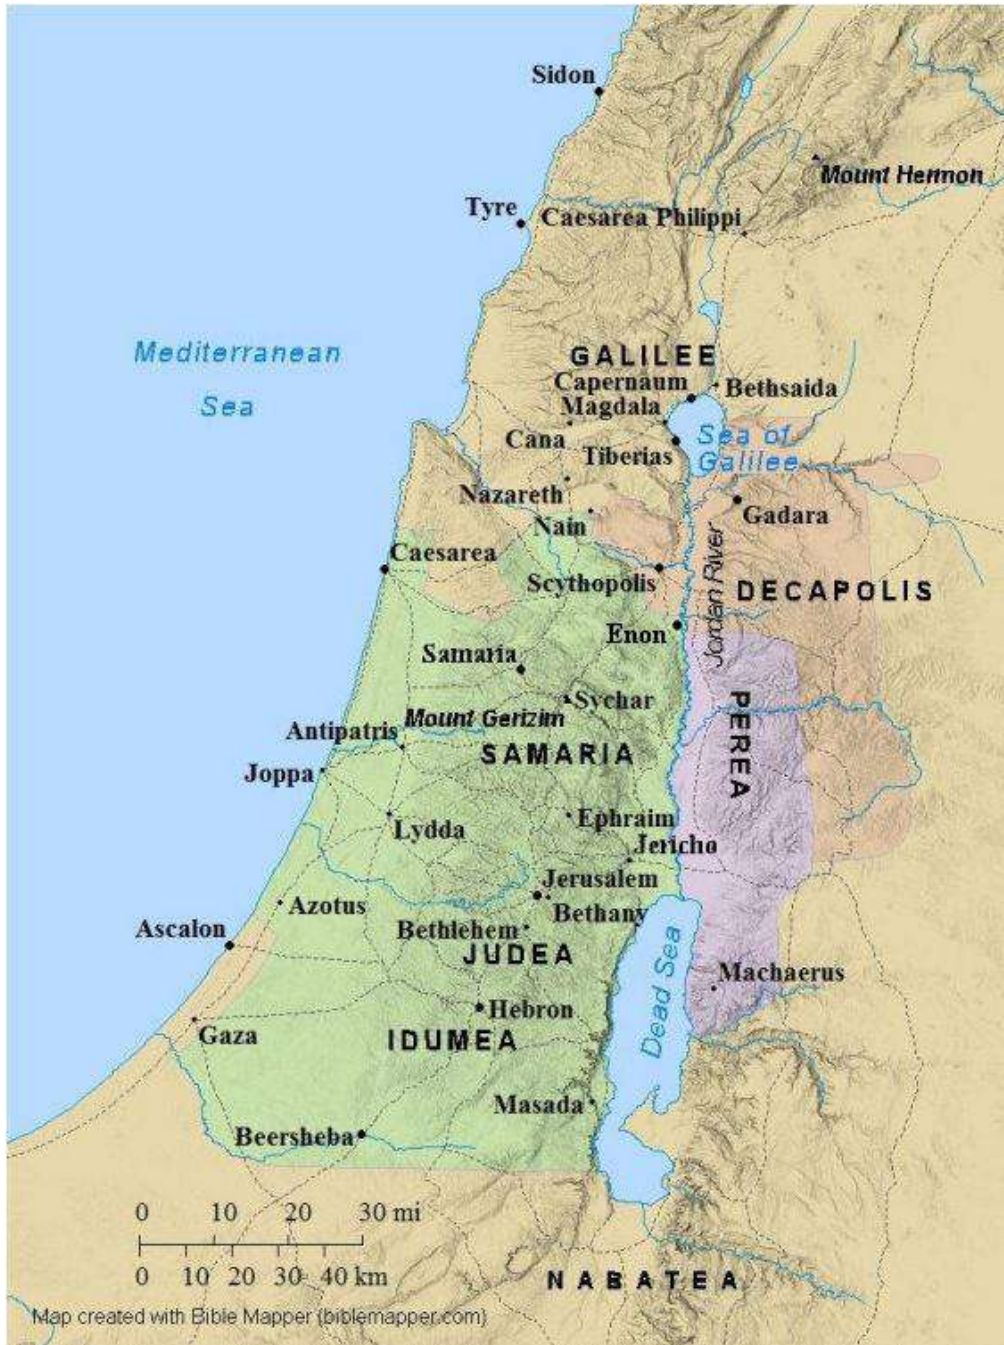 Sidon
Mount Hermon
Tyre
Caesarea Philippi
Mediterranean
Sea
GALILEE
Capernaum
Bethsaida
Magdala
Cana
Sea of
Galilee
Tiberias
Nazareth
Gadara
Nain
Jordan River
Caesarea
Scythopolis
DECAPOLIS
Enon
Samaria
Sychar
PEREA
Mount Gerizim
Antipatris
SAMARIA
Joppa
Lydda
Ephraim
Jericho
Jerusalem
Azotus
Bethany
Ascalon
Bethlehem
JUDEA
Dead Sea
Machaerus
Hebron
Gaza
IDUMEA
Masada
Beersheba
0 10 20 30 mi
0 10 20 30 40 km
NABATEA
Map created with Bible Mapper (biblemapper.com)